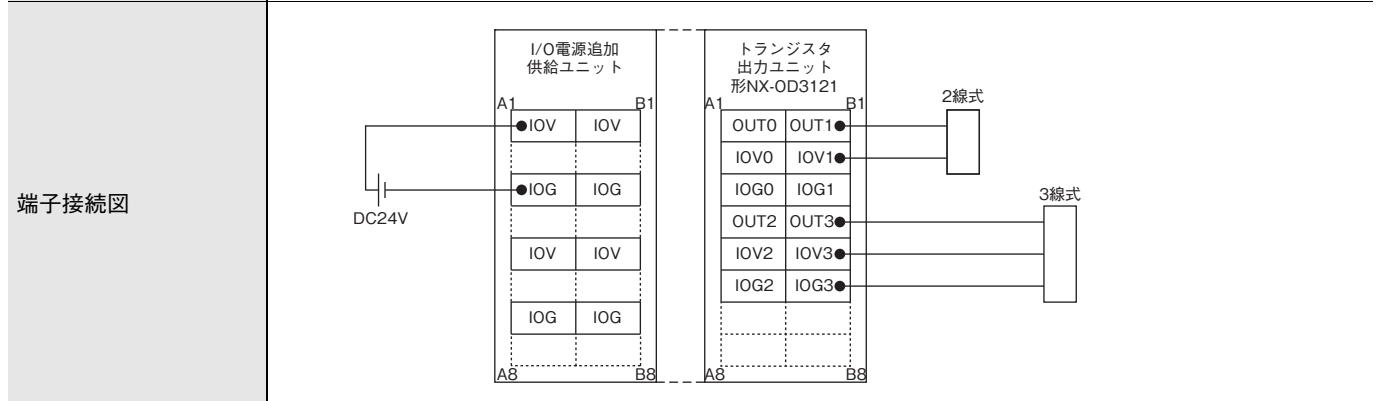 端子接続図
I/O電源追加
供給ユニット
A1 B1
IOV IOV
IOG IOG
IOV IOV
IOG IOG
A8 B8
DC24V
トランジスタ
出力ユニット
形NX-OD3121
A1 B1
OUT0 OUT1
IOV0 IOV1
IOG0 IOG1
OUT2 OUT3
IOV2 IOV3
IOG2 IOG3
A8 B8
2線式
3線式